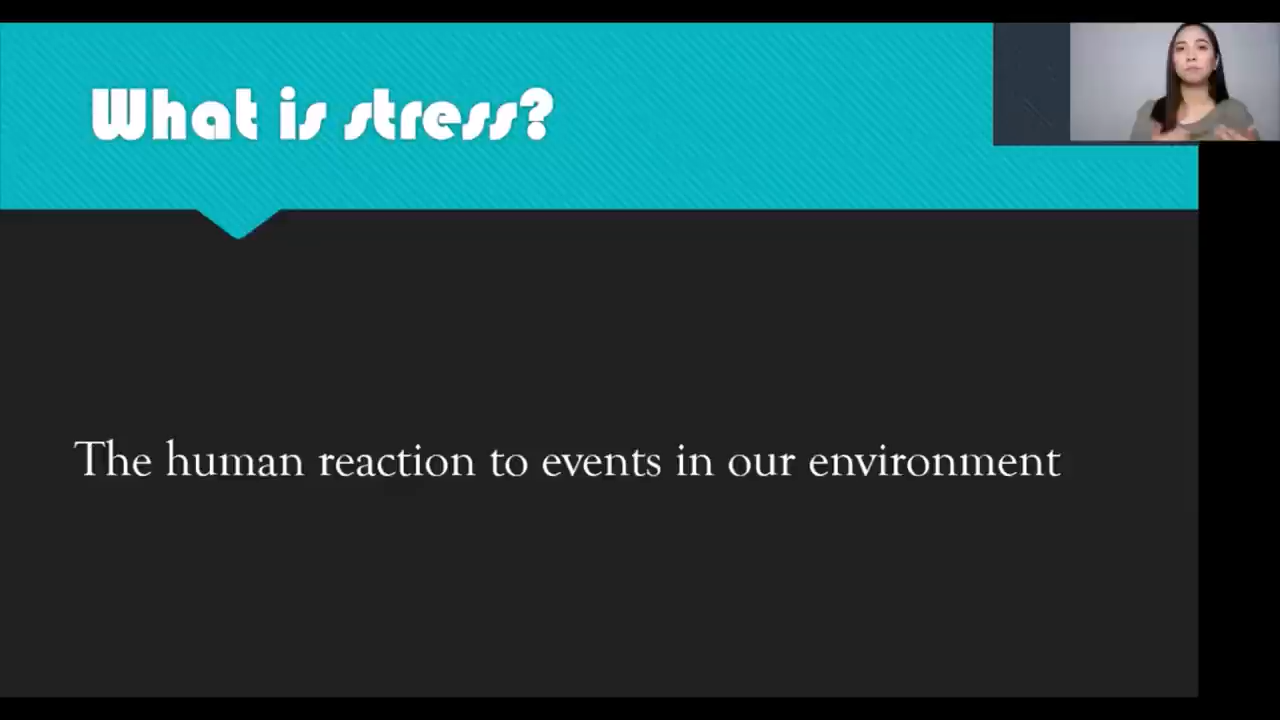 What is stress?
The human reaction to events in our environment